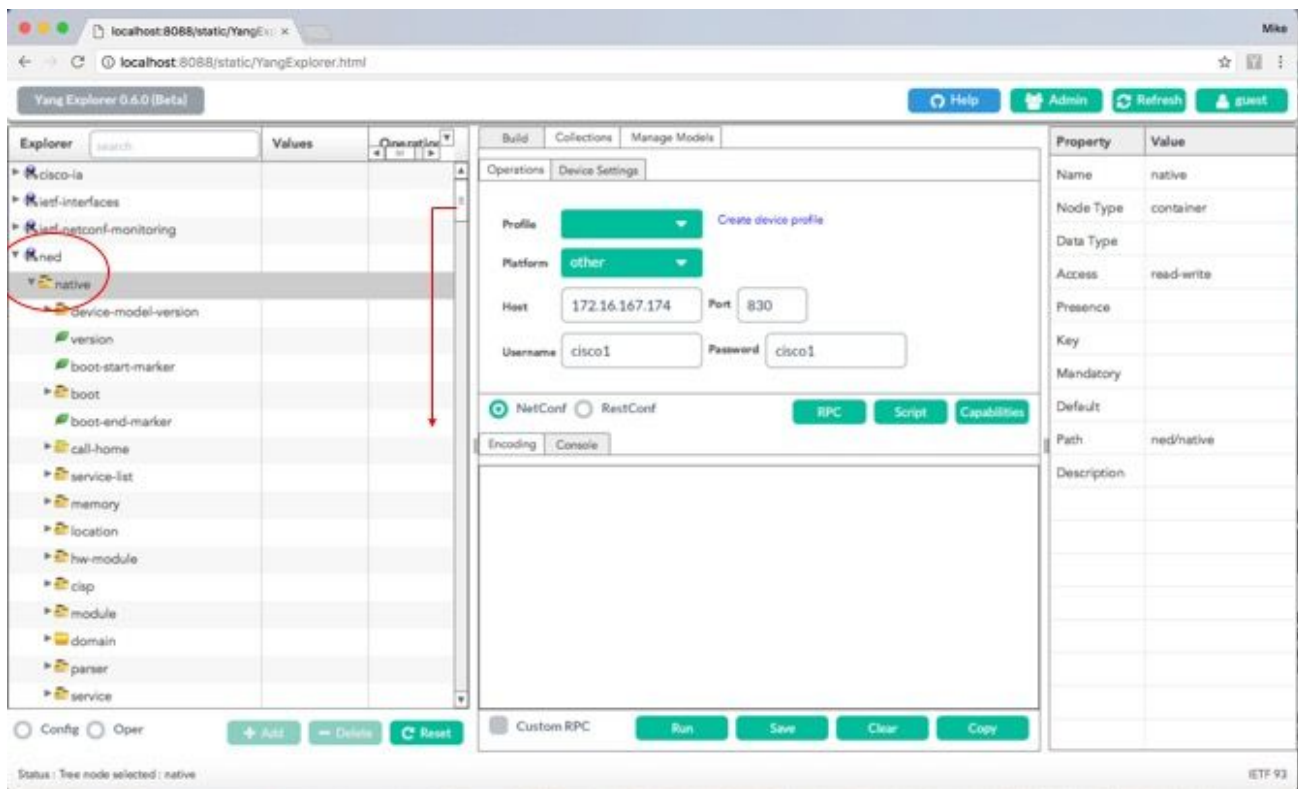 localhost:8088/static/YangEx
Mike
localhost:8088/static/YangExplorer.html
Yang Explorer 0.6.0 (Beta)
Help
Admin
Refresh
guest
Explorer
search
Values
Operation
cisco-ia
ietf-interfaces
ietf-netconf-monitoring
ned
native
device-model-version
version
boot-start-marker
boot
boot-end-marker
call-home
service-list
memory
location
hw-module
cisp
module
domain
parser
service
Config
Oper
+ Add
Delete
Reset
Build
Collections
Manage Models
Operations
Device Settings
Profile
Create device profile
Platform
other
Host
172.16.167.174
Port
830
Username
cisco1
Password
cisco1
NetConf
RestConf
RPC
Script
Capabilities
Encoding
Console
Custom RPC
Run
Save
Clear
Copy
Property Value
Name native
Node Type container
Data Type
Access read-write
Presence
Key
Mandatory
Default
Path ned/native
Description
Status : Tree node selected : native
IETF 93